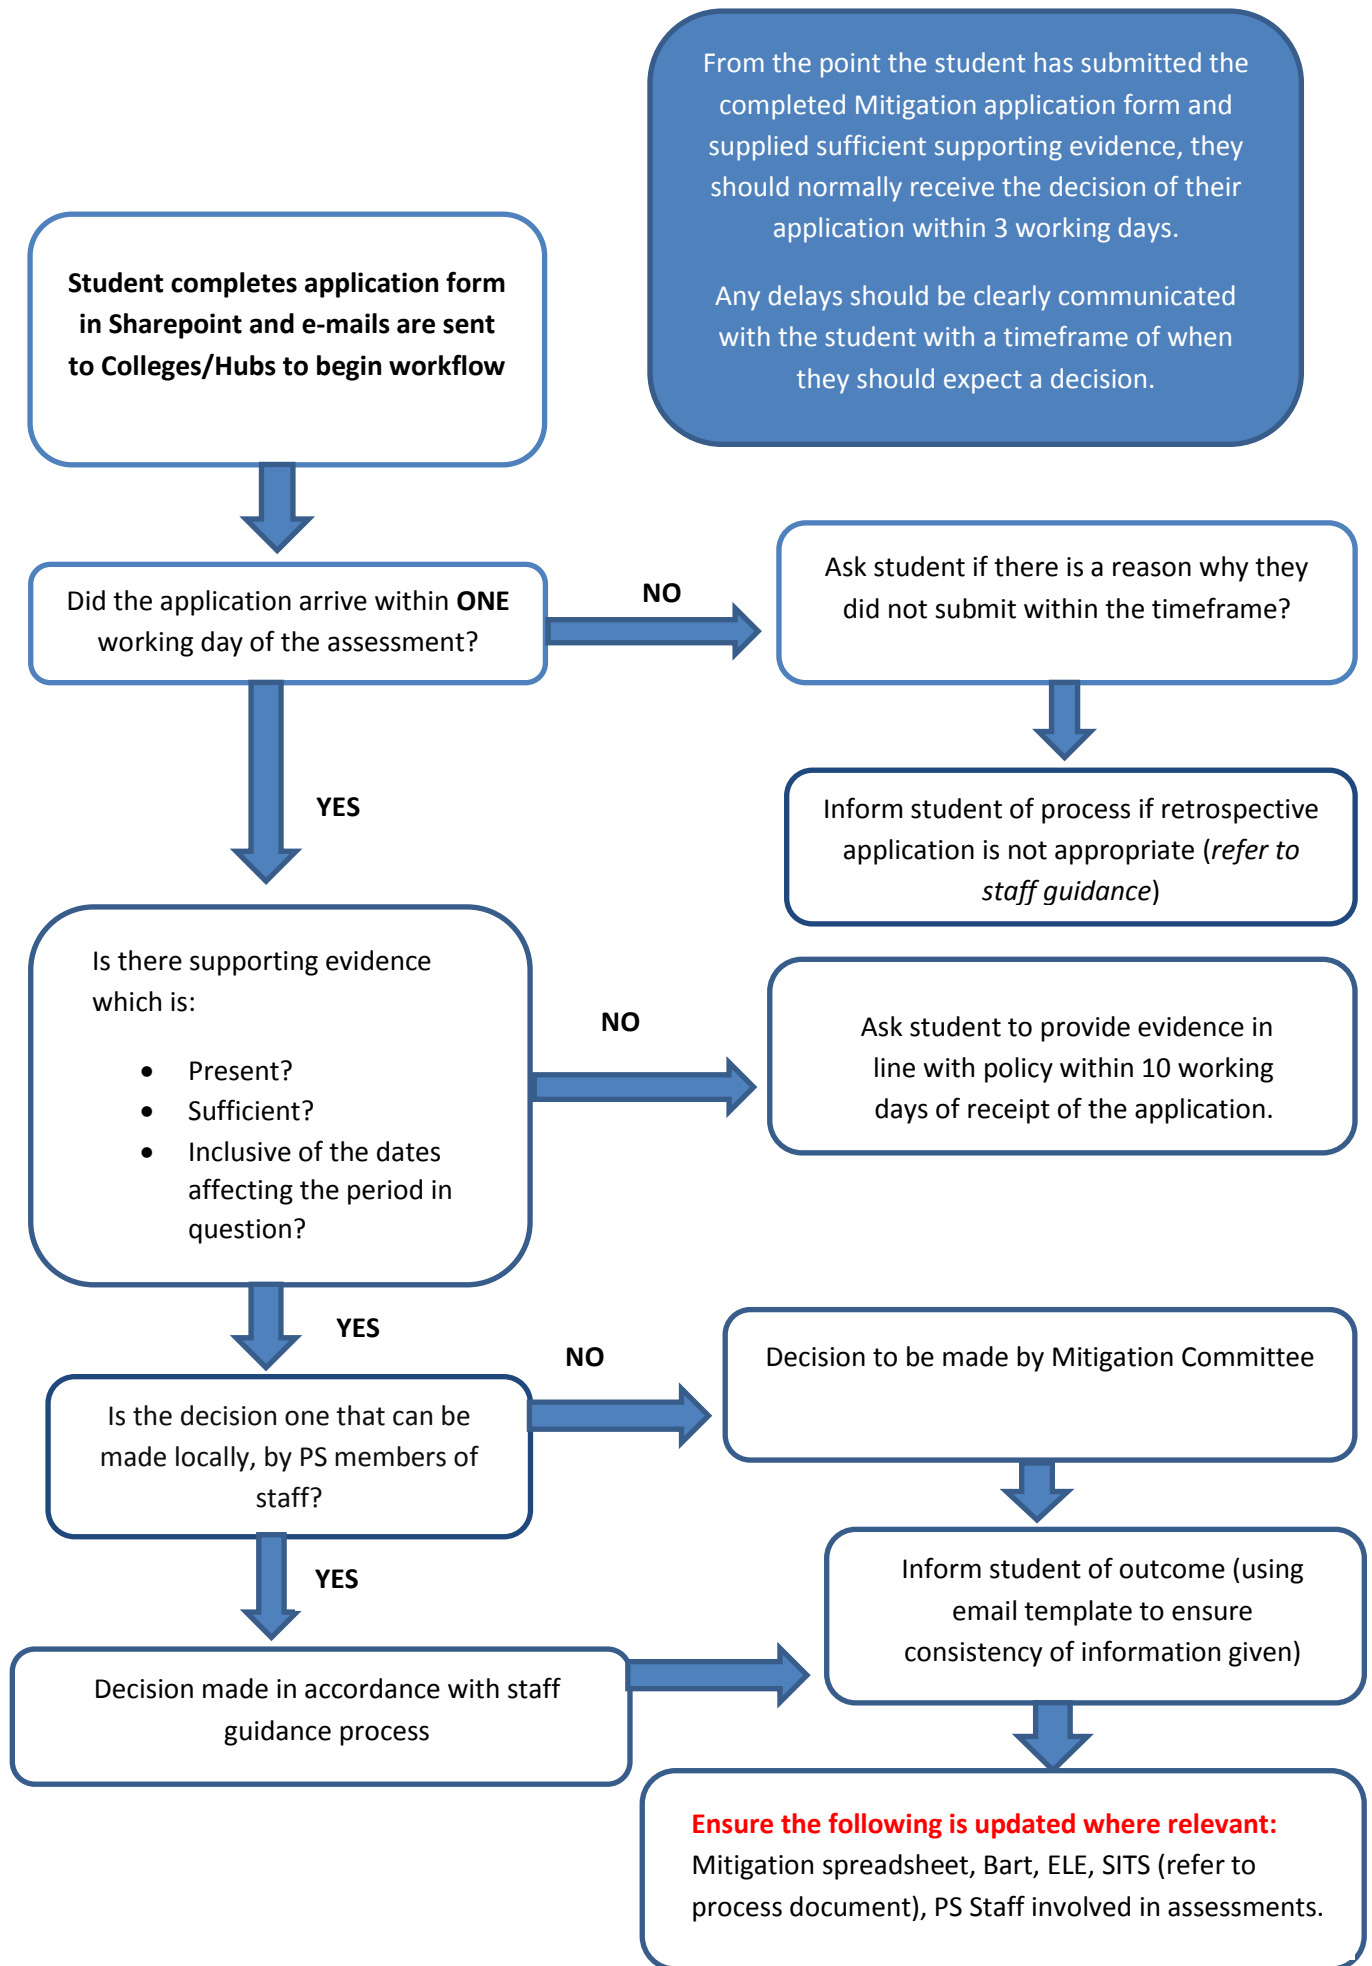 From the point the student has submitted the
completed Mitigation application form and
supplied sufficient supporting evidence, they
should normally receive the decision of their
application within 3 working days.
Any delays should be clearly communicated
with the student with a timeframe of when
they should expect a decision.
Student completes application form
in Sharepoint and e-mails are sent
to Colleges/Hubs to begin workflow
Did the application arrive within ONE
working day of the assessment?
NO
Ask student if there is a reason why they
did not submit within the timeframe?
YES
Inform student of process if retrospective
application is not appropriate (refer to
staff guidance)
Is there supporting evidence
which is:
• Present?
• Sufficient?
• Inclusive of the dates
affecting the period in
question?
NO
Ask student to provide evidence in
line with policy within 10 working
days of receipt of the application.
YES
Is the decision one that can be
made locally, by PS members of
staff?
NO
Decision to be made by Mitigation Committee
YES
Decision made in accordance with staff
guidance process
Inform student of outcome (using
email template to ensure
consistency of information given)
Ensure the following is updated where relevant:
Mitigation spreadsheet, Bart, ELE, SITS (refer to
process document), PS Staff involved in assessments.